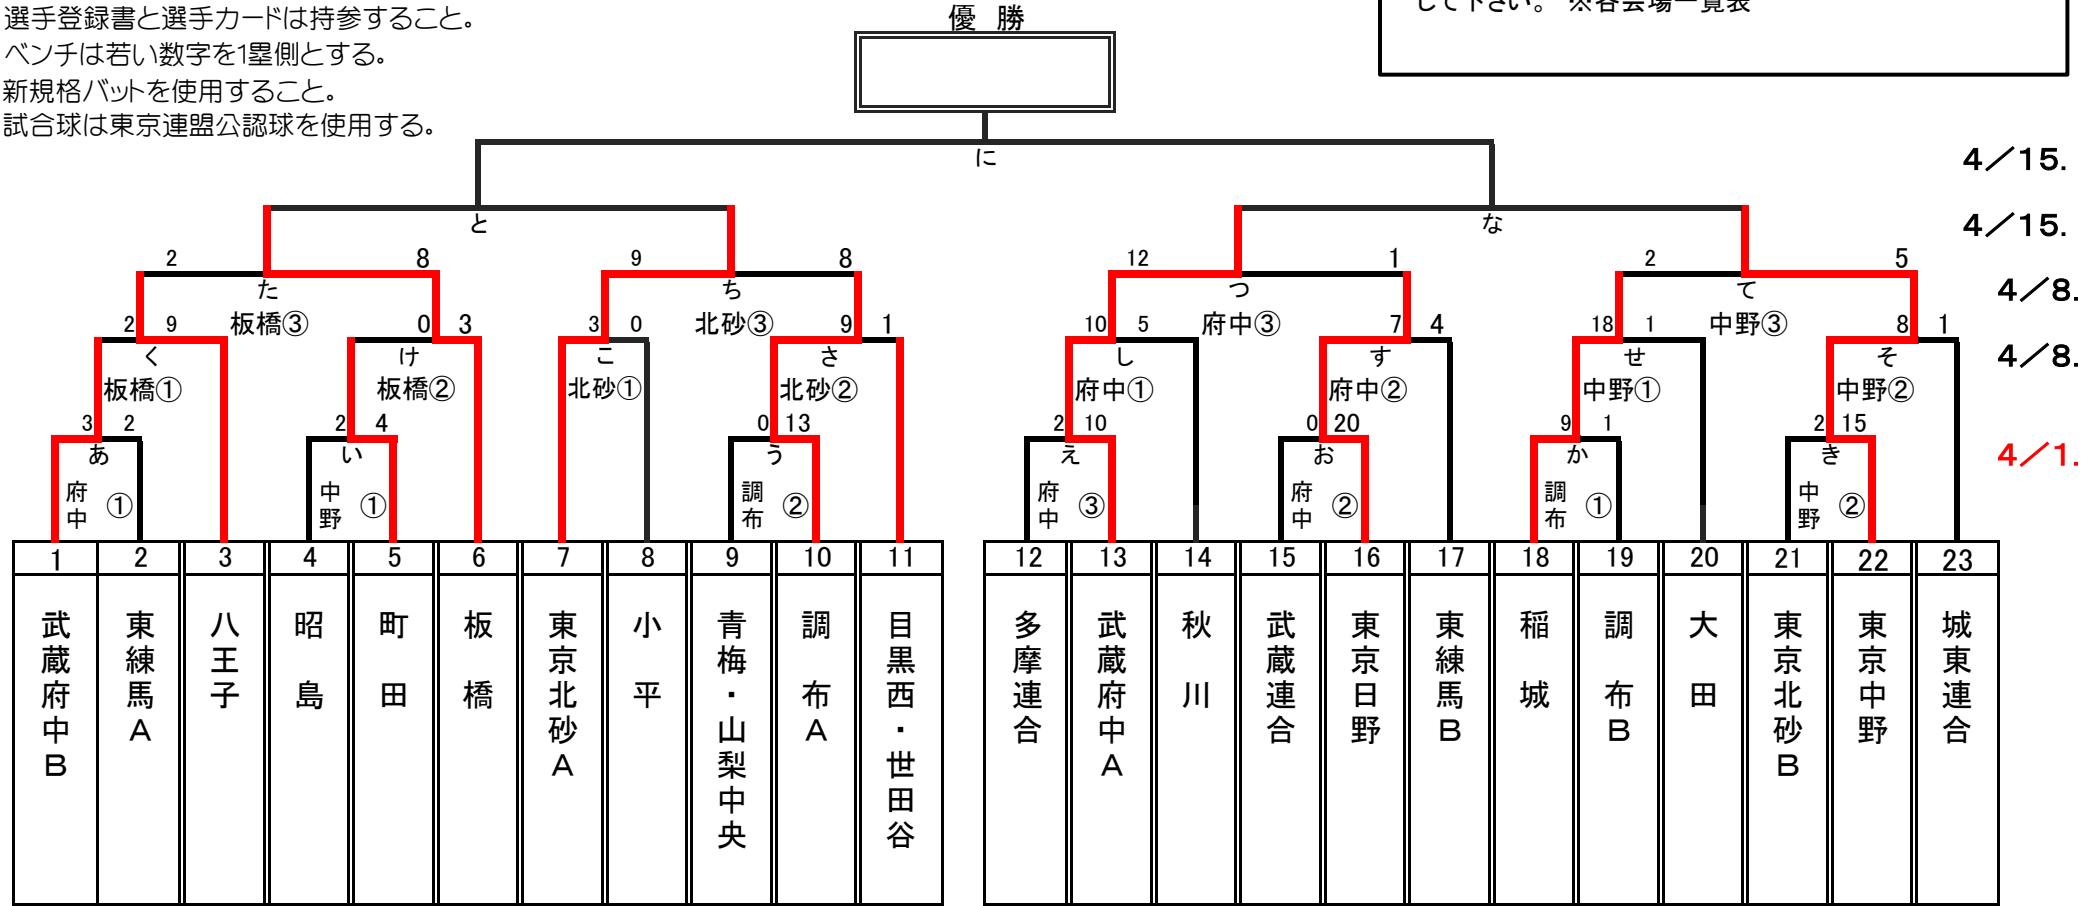 選手登録書と選手カードは持参すること。
ベンチは若い数字を1塁側とする。
新規格バットを使用すること。
試合球は東京連盟公認球を使用する。
して下さい。 ※各会場一覧表
優 勝
に
4／15.
と な
4／15.
2 8 9 8 12 1 2 5
た ち つ て
4／8.
板橋③ 北砂③ 府中③ 中野③
2 9 0 3 3 0 9 1 10 5 7 4 18 1 8 1
く け こ さ し す せ そ
4／8.
板橋① 板橋② 北砂① 北砂② 府中① 府中② 中野① 中野②
3 2 2 4 0 13 2 10 0 20 9 1 2 15
あ い う え お か き
4／1.
府中① 中野① 調布② 府中③ 府中② 調布① 中野②
1 2 3 4 5 6 7 8 9 10 11 12 13 14 15 16 17 18 19 20 21 22 23
武蔵府中B
東練馬A
八王子
昭島
町田
板橋
東京北砂A
小平
青梅・山梨中央
調布A
目黒西・世田谷
多摩連合
武蔵府中A
秋川
武蔵連合
東京日野
東練馬B
稲城
調布B
大田
東京北砂B
東京中野
城東連合